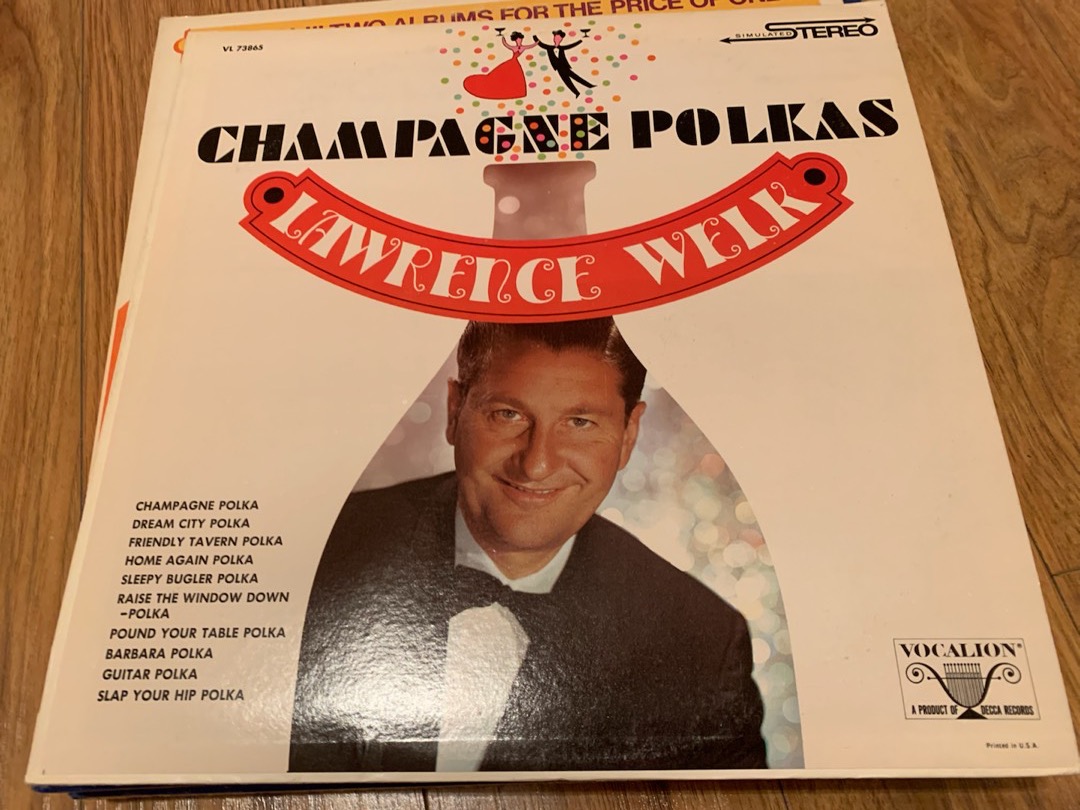 TWO ALBUMS FOR THE PRICE OF ONE
VL 73865
SIMULATED STEREO
CHAMPAGNE POLKAS
LAWRENCE WELK
CHAMPAGNE POLKA
DREAM CITY POLKA
FRIENDLY TAVERN POLKA
HOME AGAIN POLKA
SLEEPY BUGLER POLKA
RAISE THE WINDOW DOWN
-POLKA
POUND YOUR TABLE POLKA
BARBARA POLKA
GUITAR POLKA
SLAP YOUR HIP POLKA
VOCALION®
A PRODUCT OF DECCA RECORDS
Printed in U.S.A.